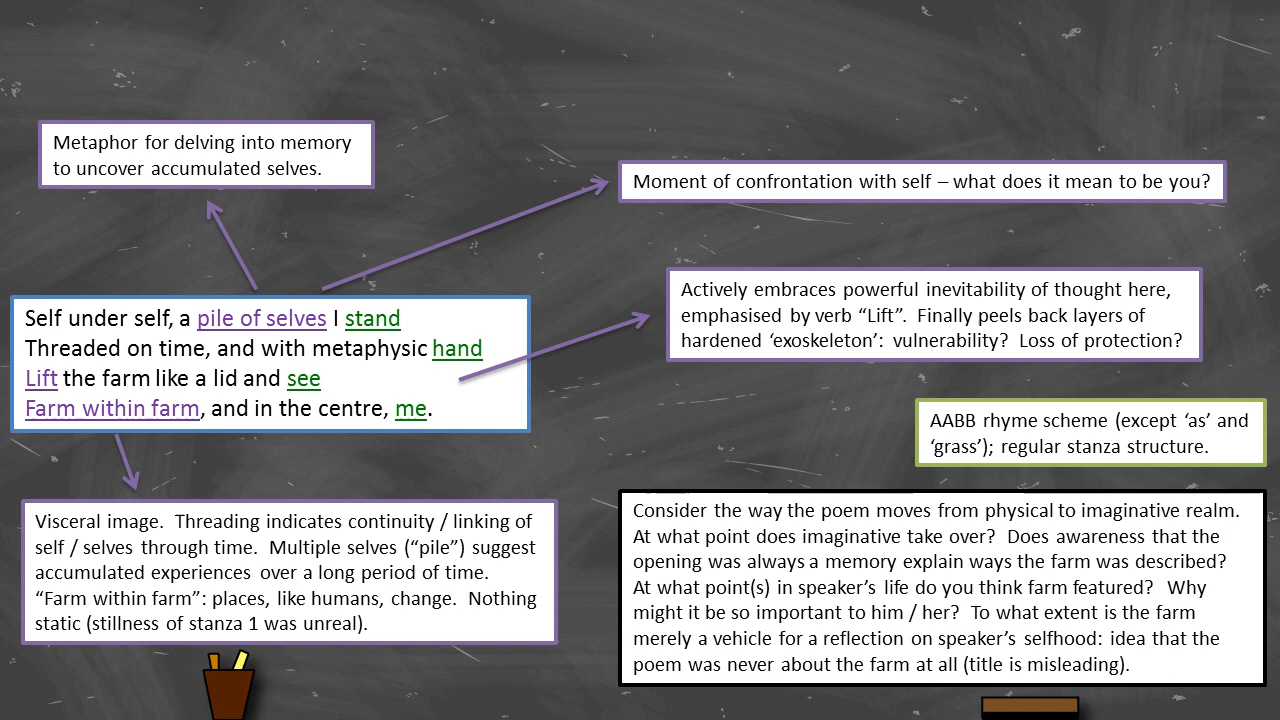 Metaphor for delving into memory
to uncover accumulated selves.
Moment of confrontation with self – what does it mean to be you?
Actively embraces powerful inevitability of thought here,
emphasised by verb “Lift”. Finally peels back layers of
hardened ‘exoskeleton’: vulnerability? Loss of protection?
Self under self, a pile of selves I stand
Threaded on time, and with metaphysic hand
Lift the farm like a lid and see
Farm within farm, and in the centre, me.
AABB rhyme scheme (except ‘as’ and
‘grass’); regular stanza structure.
Visceral image. Threading indicates continuity / linking of
self / selves through time. Multiple selves (“pile”) suggest
accumulated experiences over a long period of time.
“Farm within farm”: places, like humans, change. Nothing
static (stillness of stanza 1 was unreal).
Consider the way the poem moves from physical to imaginative realm.
At what point does imaginative take over? Does awareness that the
opening was always a memory explain ways the farm was described?
At what point(s) in speaker’s life do you think farm featured? Why
might it be so important to him / her? To what extent is the farm
merely a vehicle for a reflection on speaker’s selfhood: idea that the
poem was never about the farm at all (title is misleading).